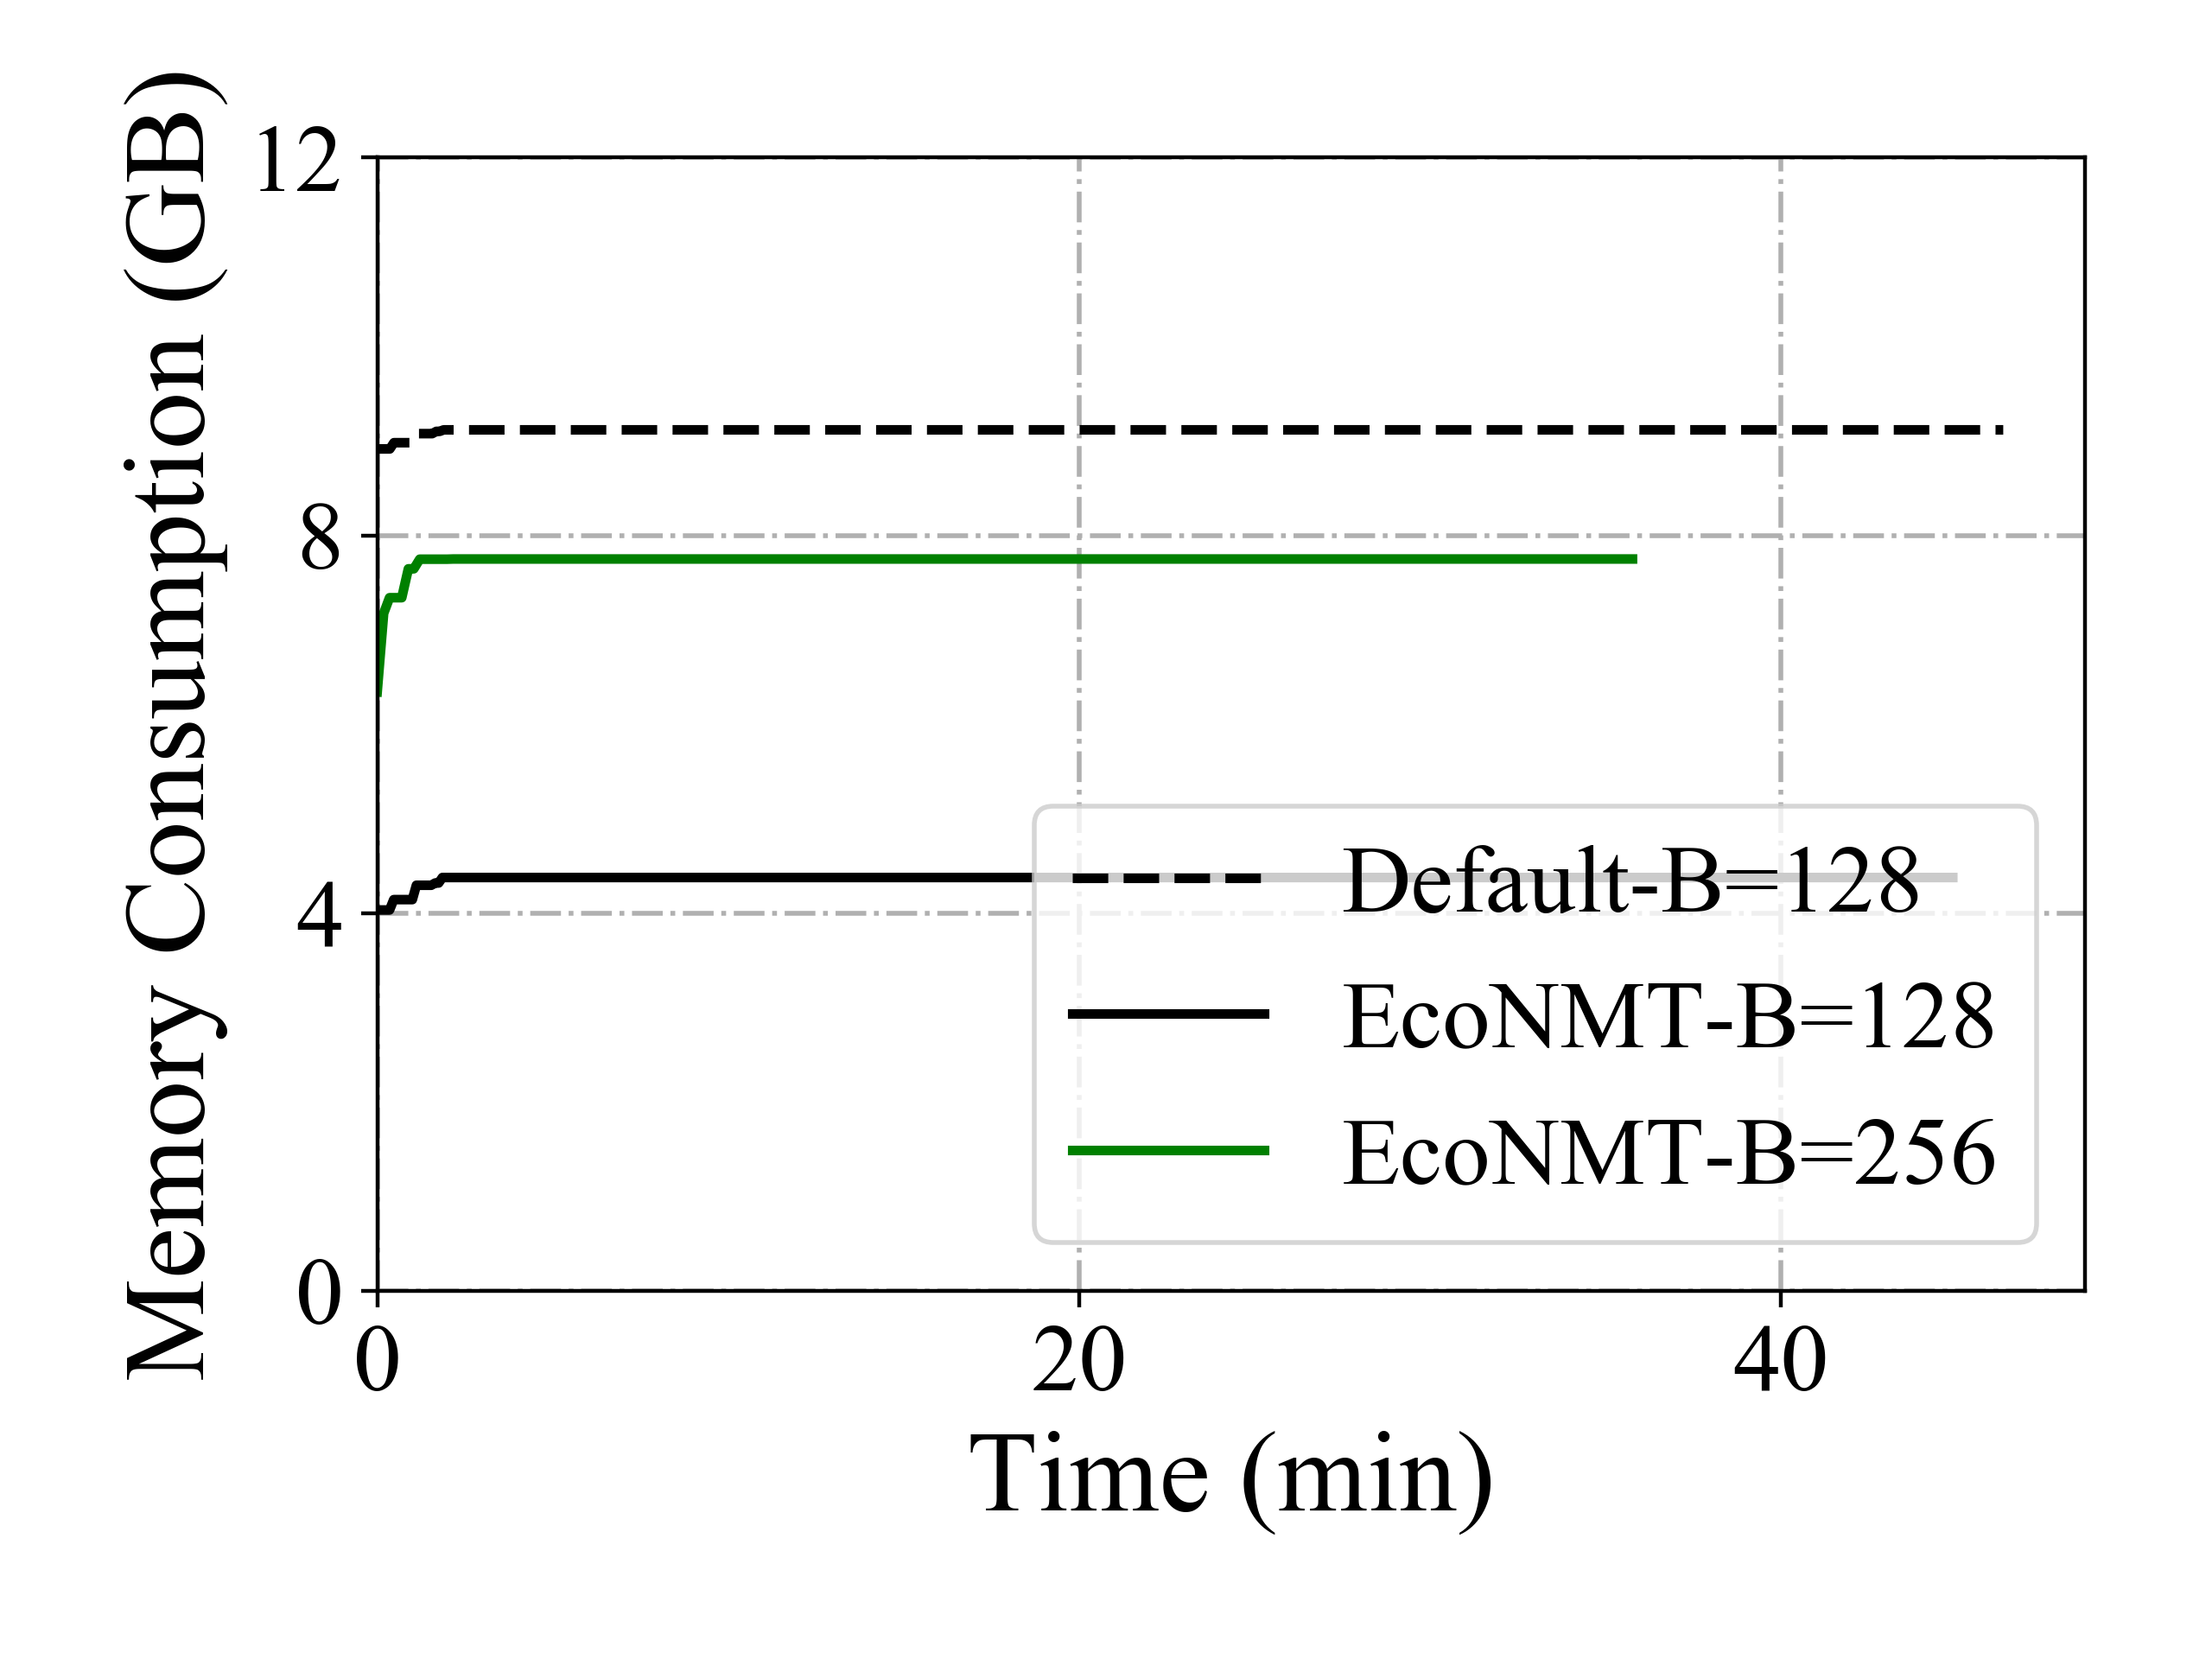 Memory Consumption (GB)
12
8
4
0
0 20 40
Time (min)
Default-B=128
EcoNMT-B=128
EcoNMT-B=256